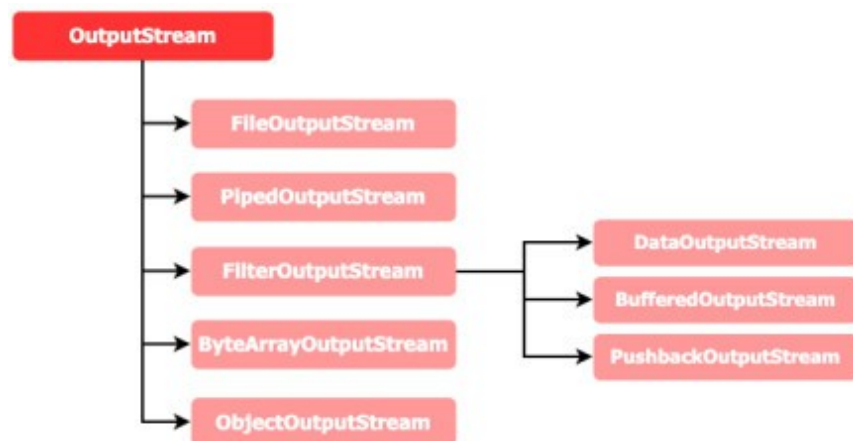 OutputStream
FileOutputStream
PipedOutputStream
FilterOutputStream
DataOutputStream
BufferedOutputStream
PushbackOutputStream
ByteArrayOutputStream
ObjectOutputStream